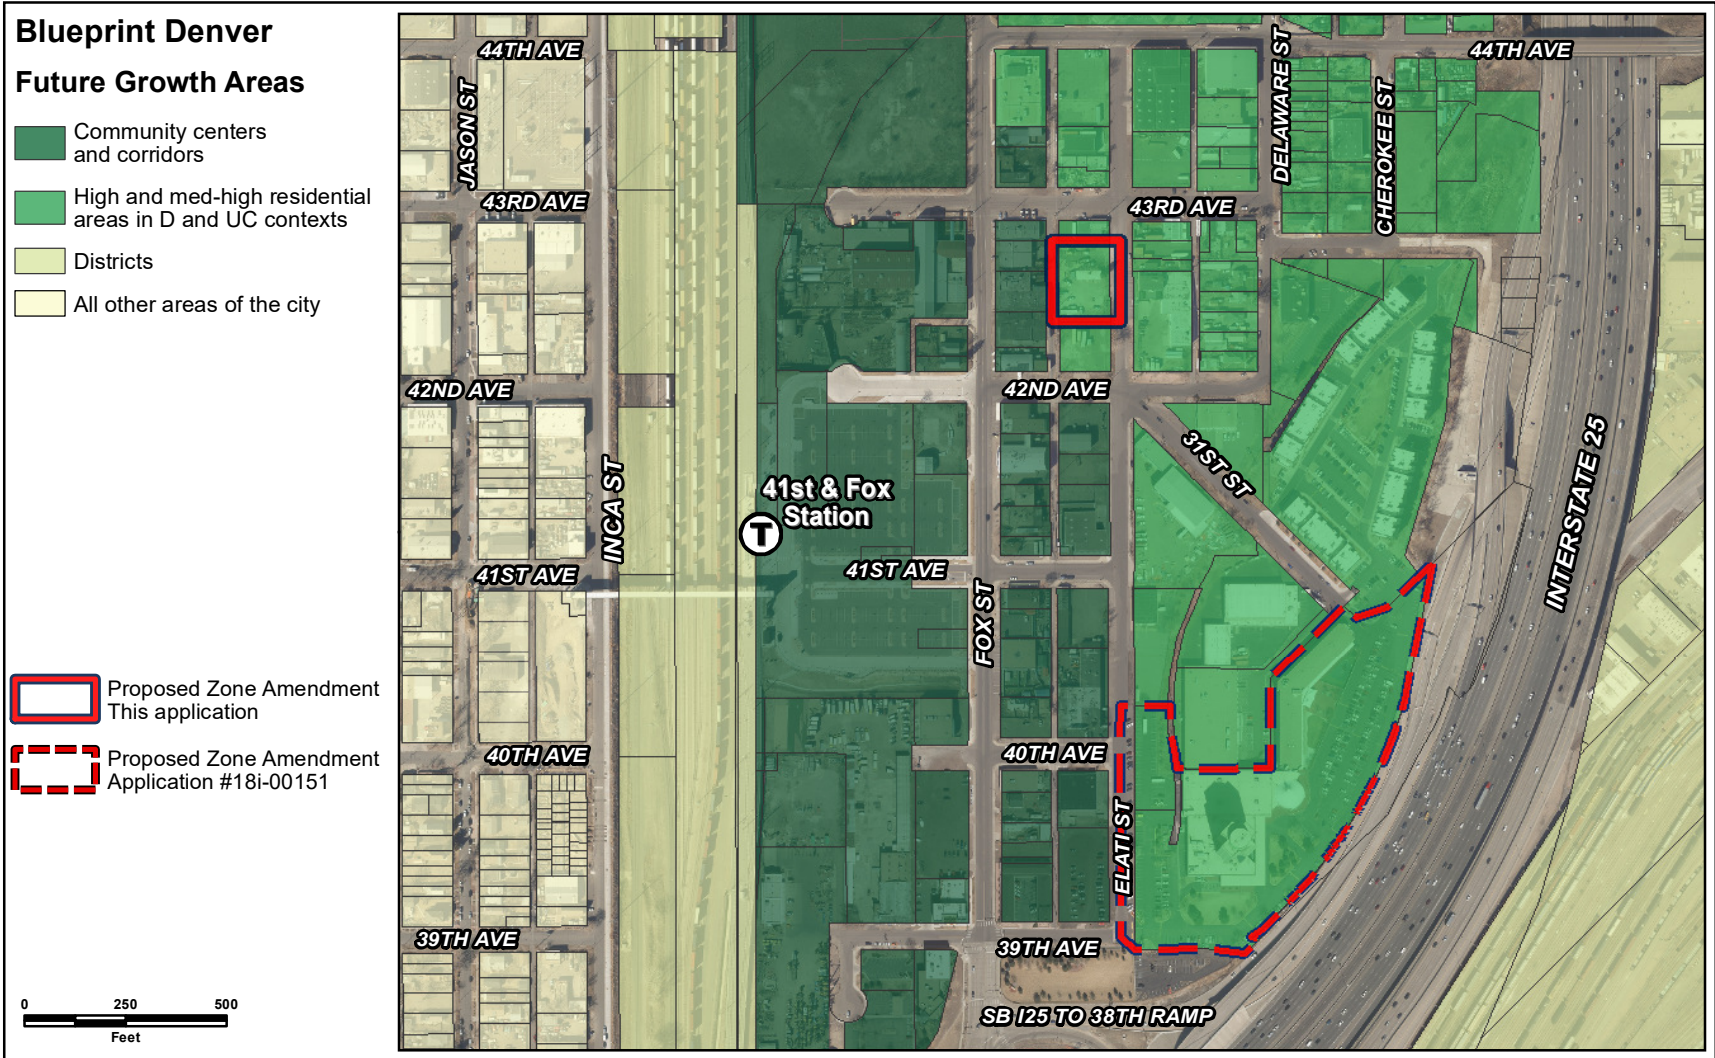 Blueprint Denver
Future Growth Areas
Community centers
and corridors
High and med-high residential
areas in D and UC contexts
Districts
All other areas of the city
Proposed Zone Amendment
This application
Proposed Zone Amendment
Application #18i-00151
0 250 500
Feet
44TH AVE
44TH AVE
JASON ST
DELAWARE ST
CHEROKEE ST
43RD AVE
43RD AVE
42ND AVE
42ND AVE
31ST ST
INCA ST
41st & Fox
Station
T
INTERSTATE 25
41ST AVE
41ST AVE
FOX ST
40TH AVE
40TH AVE
ELATI ST
39TH AVE
39TH AVE
SB I25 TO 38TH RAMP